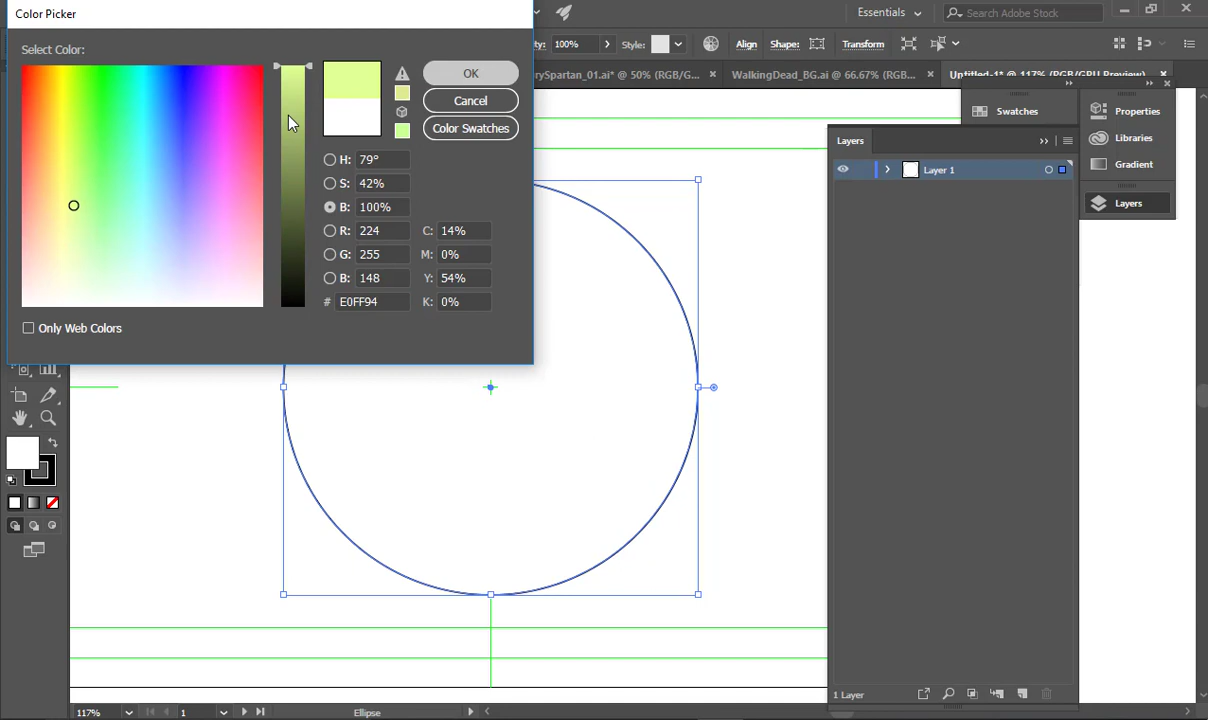 Color Picker
Essentials
Search Adobe Stock
Select Color:
ty: 100%
Style:
Align
Shape:
Transform
rySpartan_01.ai* @ 50% (RGB/G...
WalkingDead_BG.ai @ 66.67% (RGB...
Untitled-1* @ 117% (RGB/GPU Preview)
OK
Cancel
Color Swatches
H: 79°
S: 42%
B: 100%
R: 224
C: 14%
G: 255
M: 0%
B: 148
Y: 54%
# E0FF94
K: 0%
Only Web Colors
Swatches
Properties
Libraries
Gradient
Layers
Layers
Layer 1
1 Layer
117%
1
Ellipse